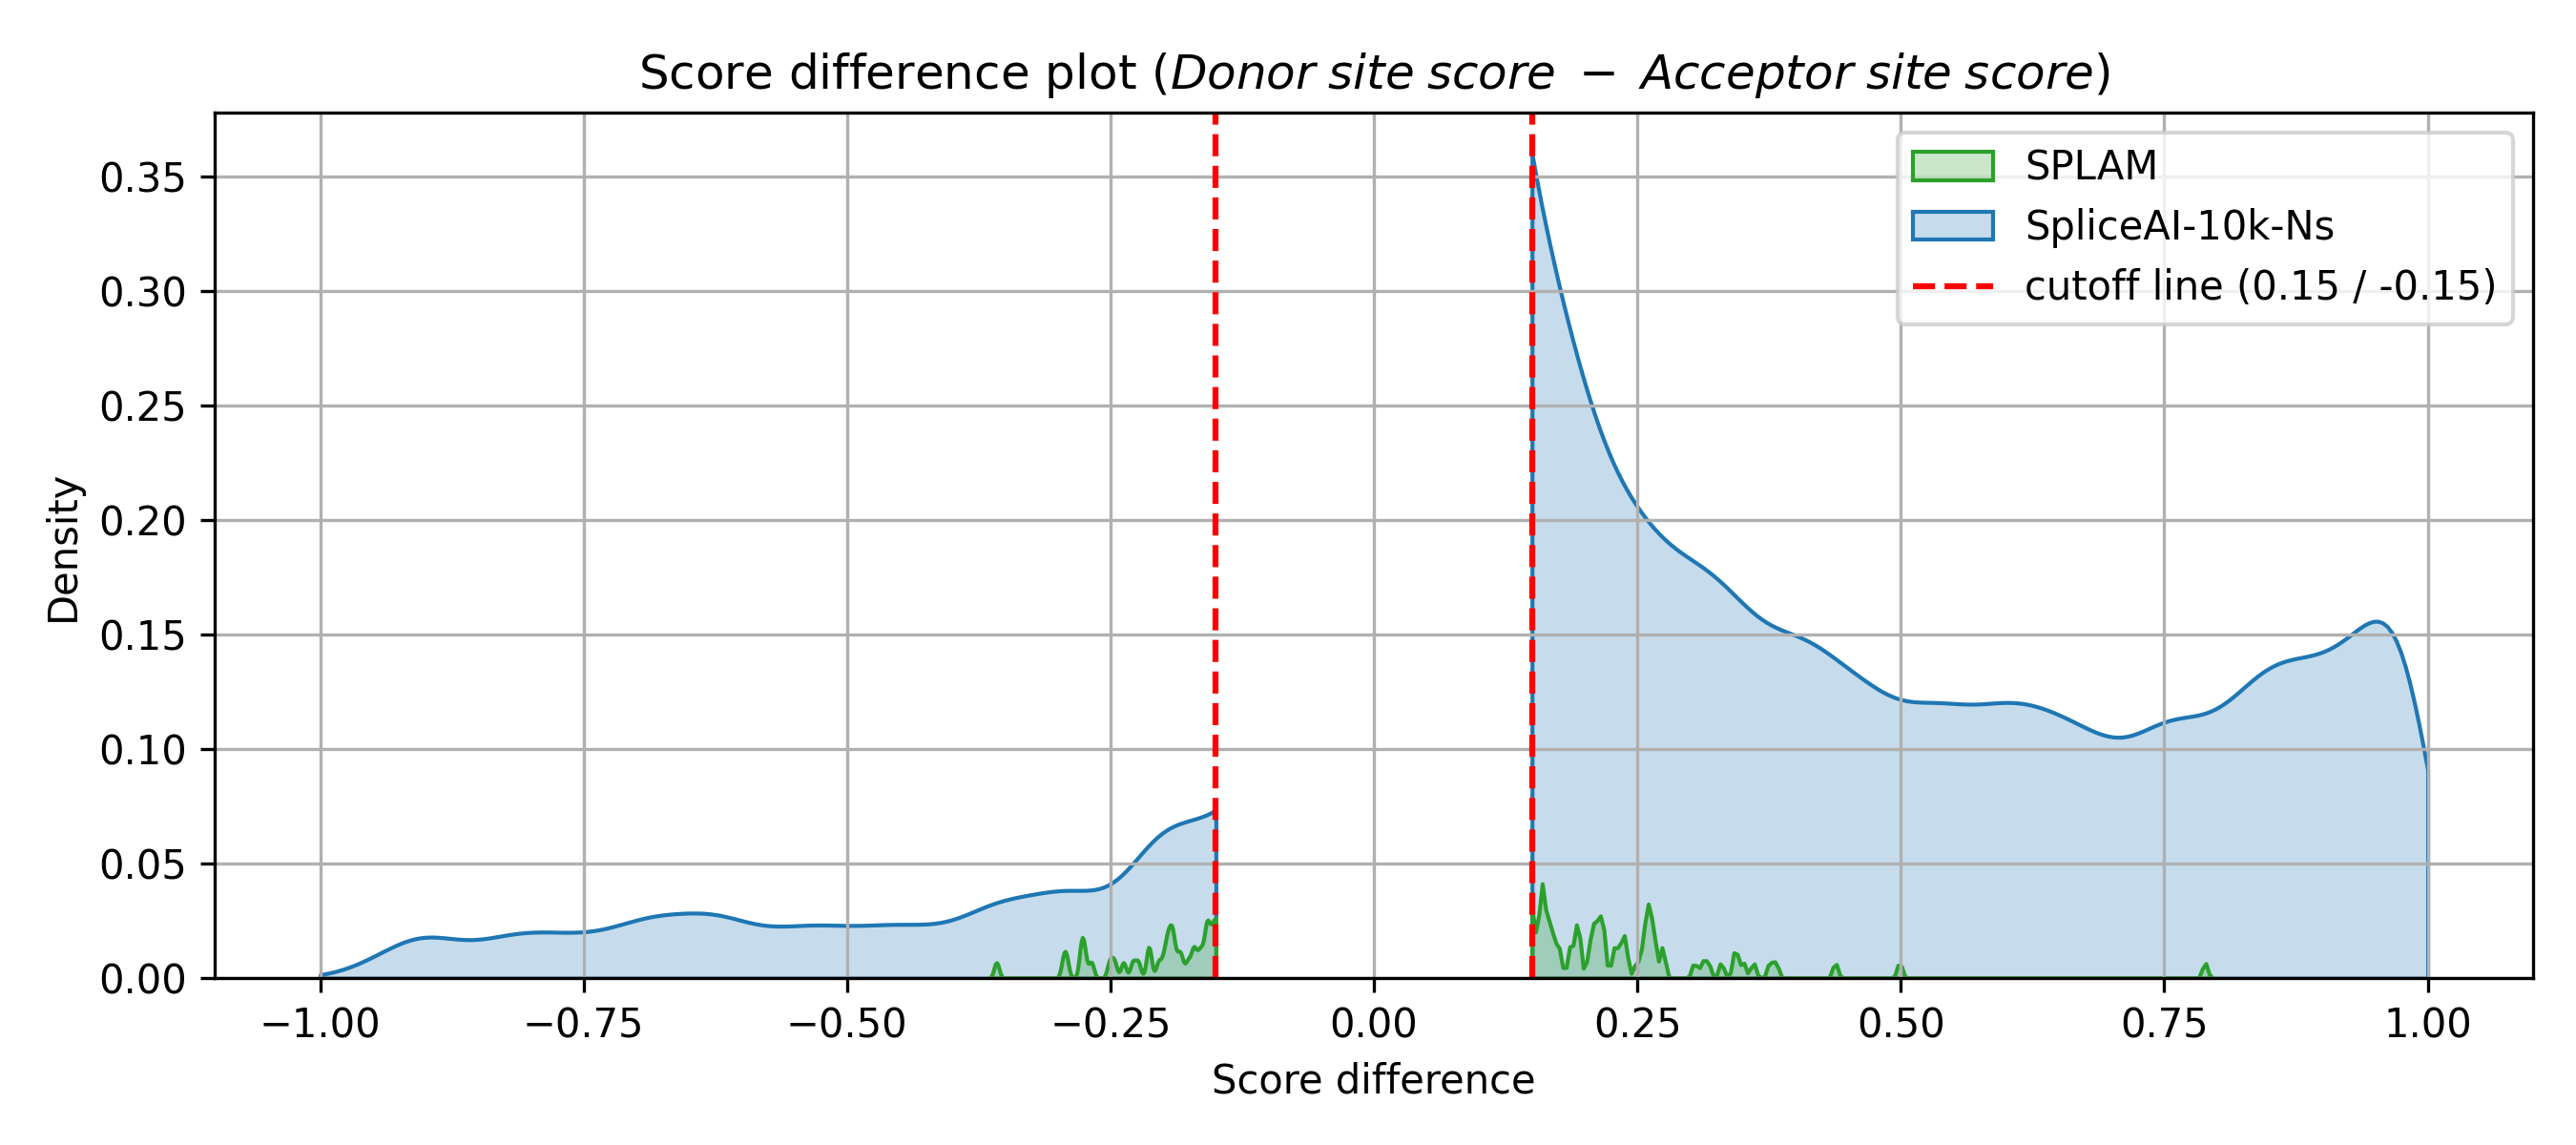 Score difference plot (Donor site score − Acceptor site score)
SPLAM
SpliceAI-10k-Ns
cutoff line (0.15 / -0.15)
0.35
0.30
0.25
0.20
0.15
0.10
0.05
0.00
Density
−1.00 −0.75 −0.50 −0.25 0.00 0.25 0.50 0.75 1.00
Score difference